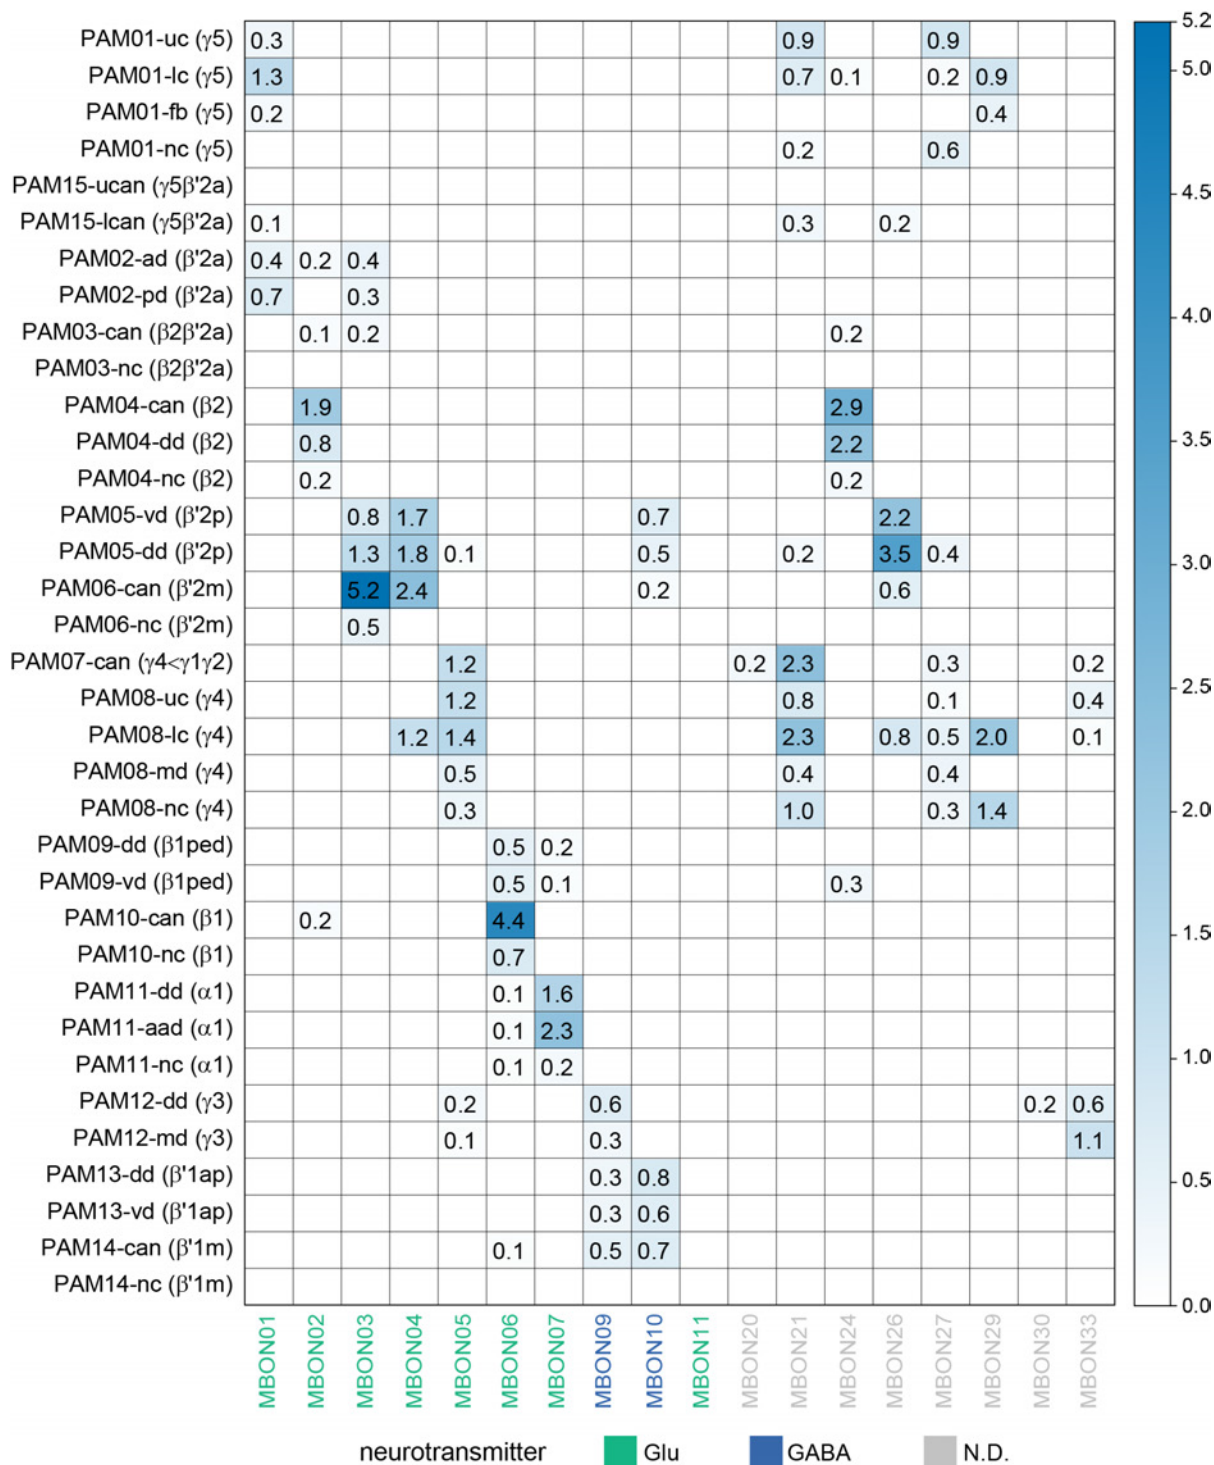 PAM01-uc (γ5) 0.3 0.9 0.9
PAM01-lc (γ5) 1.3 0.7 0.1 0.2 0.9
PAM01-fb (γ5) 0.2 0.4
PAM01-nc (γ5) 0.2 0.6
PAM15-ucan (γ5β'2a)
PAM15-lcan (γ5β'2a) 0.1 0.3 0.2
PAM02-ad (β'2a) 0.4 0.2 0.4
PAM02-pd (β'2a) 0.7 0.3
PAM03-can (β2β'2a) 0.1 0.2 0.2
PAM03-nc (β2β'2a)
PAM04-can (β2) 1.9 2.9
PAM04-dd (β2) 0.8 2.2
PAM04-nc (β2) 0.2 0.2
PAM05-vd (β'2p) 0.8 1.7 0.7 2.2
PAM05-dd (β'2p) 1.3 1.8 0.1 0.5 0.2 3.5 0.4
PAM06-can (β'2m) 5.2 2.4 0.2 0.6
PAM06-nc (β'2m) 0.5
PAM07-can (γ4<γ1γ2) 1.2 0.2 2.3 0.3 0.2
PAM08-uc (γ4) 1.2 0.8 0.1 0.4
PAM08-lc (γ4) 1.2 1.4 2.3 0.8 0.5 2.0 0.1
PAM08-md (γ4) 0.5 0.4 0.4
PAM08-nc (γ4) 0.3 1.0 0.3 1.4
PAM09-dd (β1ped) 0.5 0.2
PAM09-vd (β1ped) 0.5 0.1 0.3
PAM10-can (β1) 0.2 4.4
PAM10-nc (β1) 0.7
PAM11-dd (α1) 0.1 1.6
PAM11-aad (α1) 0.1 2.3
PAM11-nc (α1) 0.1 0.2
PAM12-dd (γ3) 0.2 0.6 0.2 0.6
PAM12-md (γ3) 0.1 0.3 1.1
PAM13-dd (β'1ap) 0.3 0.8
PAM13-vd (β'1ap) 0.3 0.6
PAM14-can (β'1m) 0.1 0.5 0.7
PAM14-nc (β'1m)
MBON01 MBON02 MBON03 MBON04 MBON05 MBON06 MBON07 MBON09 MBON10 MBON11 MBON20 MBON21 MBON24 MBON26 MBON27 MBON29 MBON30 MBON33
5.2
5.0
4.5
4.0
3.5
3.0
2.5
2.0
1.5
1.0
0.5
0.0
neurotransmitter Glu GABA N.D.